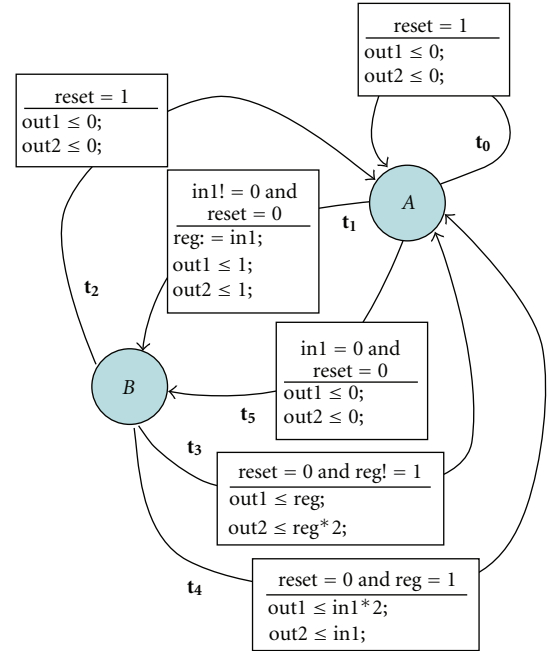 reset = 1
out1 ≤ 0;
out2 ≤ 0;
t0
reset = 1
out1 ≤ 0;
out2 ≤ 0;
A
in1! = 0 and
reset = 0
reg: = in1;
out1 ≤ 1;
out2 ≤ 1;
t1
t2
in1 = 0 and
reset = 0
out1 ≤ 0;
out2 ≤ 0;
B
t5
t3
reset = 0 and reg! = 1
out1 ≤ reg;
out2 ≤ reg*2;
t4
reset = 0 and reg = 1
out1 ≤ in1*2;
out2 ≤ in1;